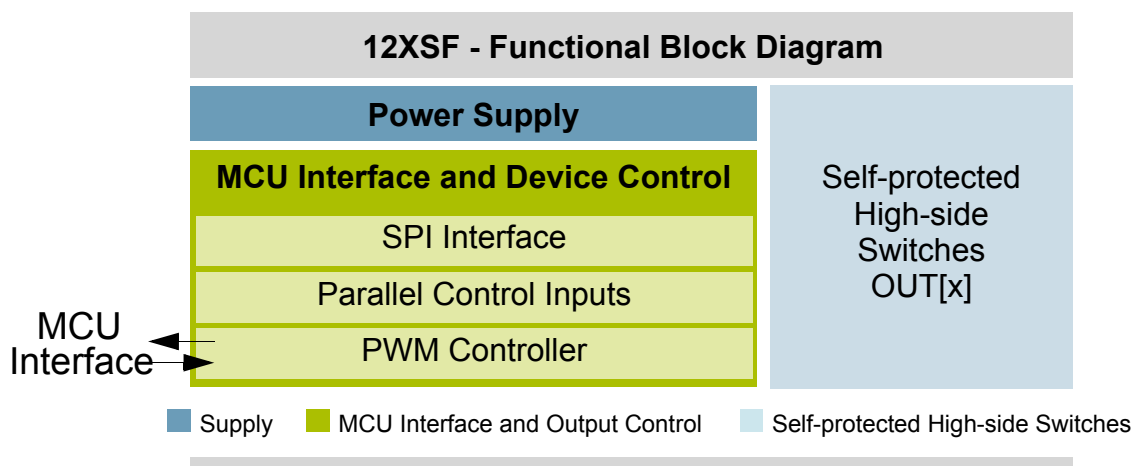 12XSF - Functional Block Diagram
Power Supply
MCU Interface and Device Control
SPI Interface
Parallel Control Inputs
PWM Controller
MCU
Interface
Self-protected
High-side
Switches
OUT[x]
Supply
MCU Interface and Output Control
Self-protected High-side Switches